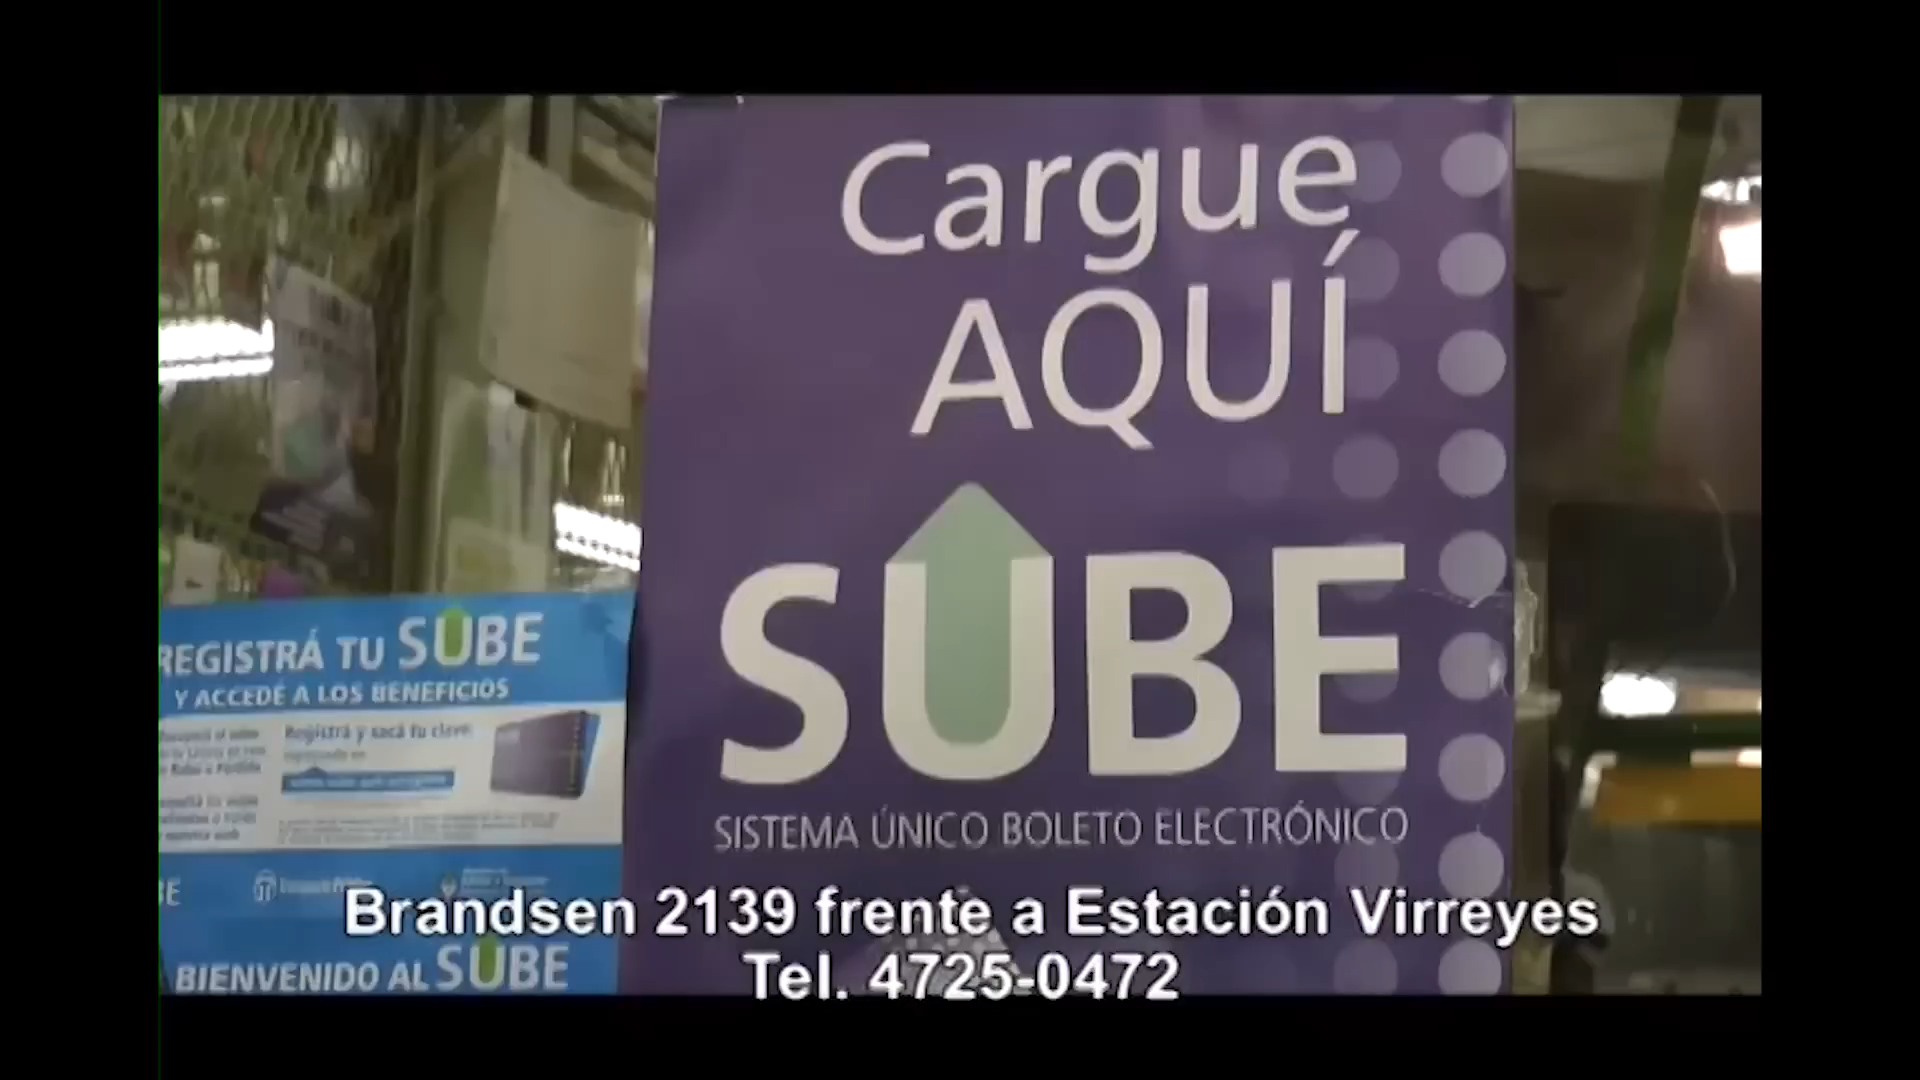 Cargue
AQUÍ
SUBE
SISTEMA ÚNICO BOLETO ELECTRÓNICO
REGISTRÁ TU SUBE
Y ACCEDÉ A LOS BENEFICIOS
Registrá y sacá tu clave
BIENVENIDO AL SUBE
Brandsen 2139 frente a Estación Virreyes
Tel. 4725-0472